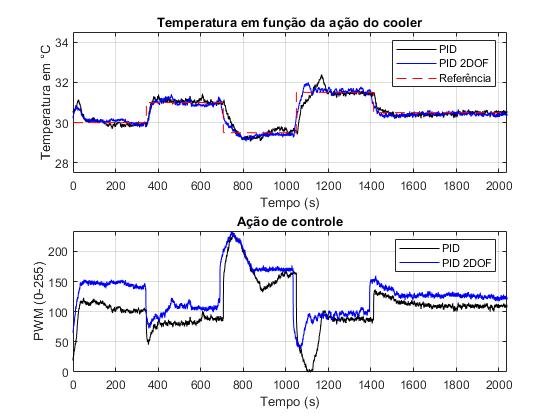 Temperatura em função da ação do cooler
34
32
30
28
Temperatura em °C
PID
PID 2DOF
Referência
0 200 400 600 800 1000 1200 1400 1600 1800 2000
Tempo (s)
Ação de controle
200
150
100
50
0
PWM (0-255)
PID
PID 2DOF
0 200 400 600 800 1000 1200 1400 1600 1800 2000
Tempo (s)